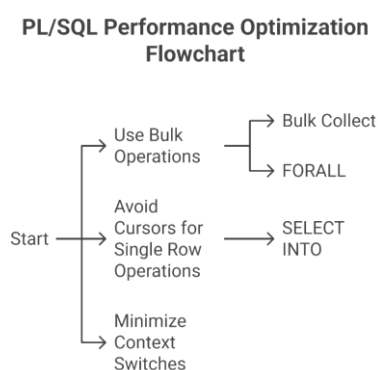 PL/SQL Performance Optimization
Flowchart
Bulk Collect
Use Bulk
Operations
FORALL
Avoid
Cursors for
Single Row
Operations
Start
SELECT
INTO
Minimize
Context
Switches